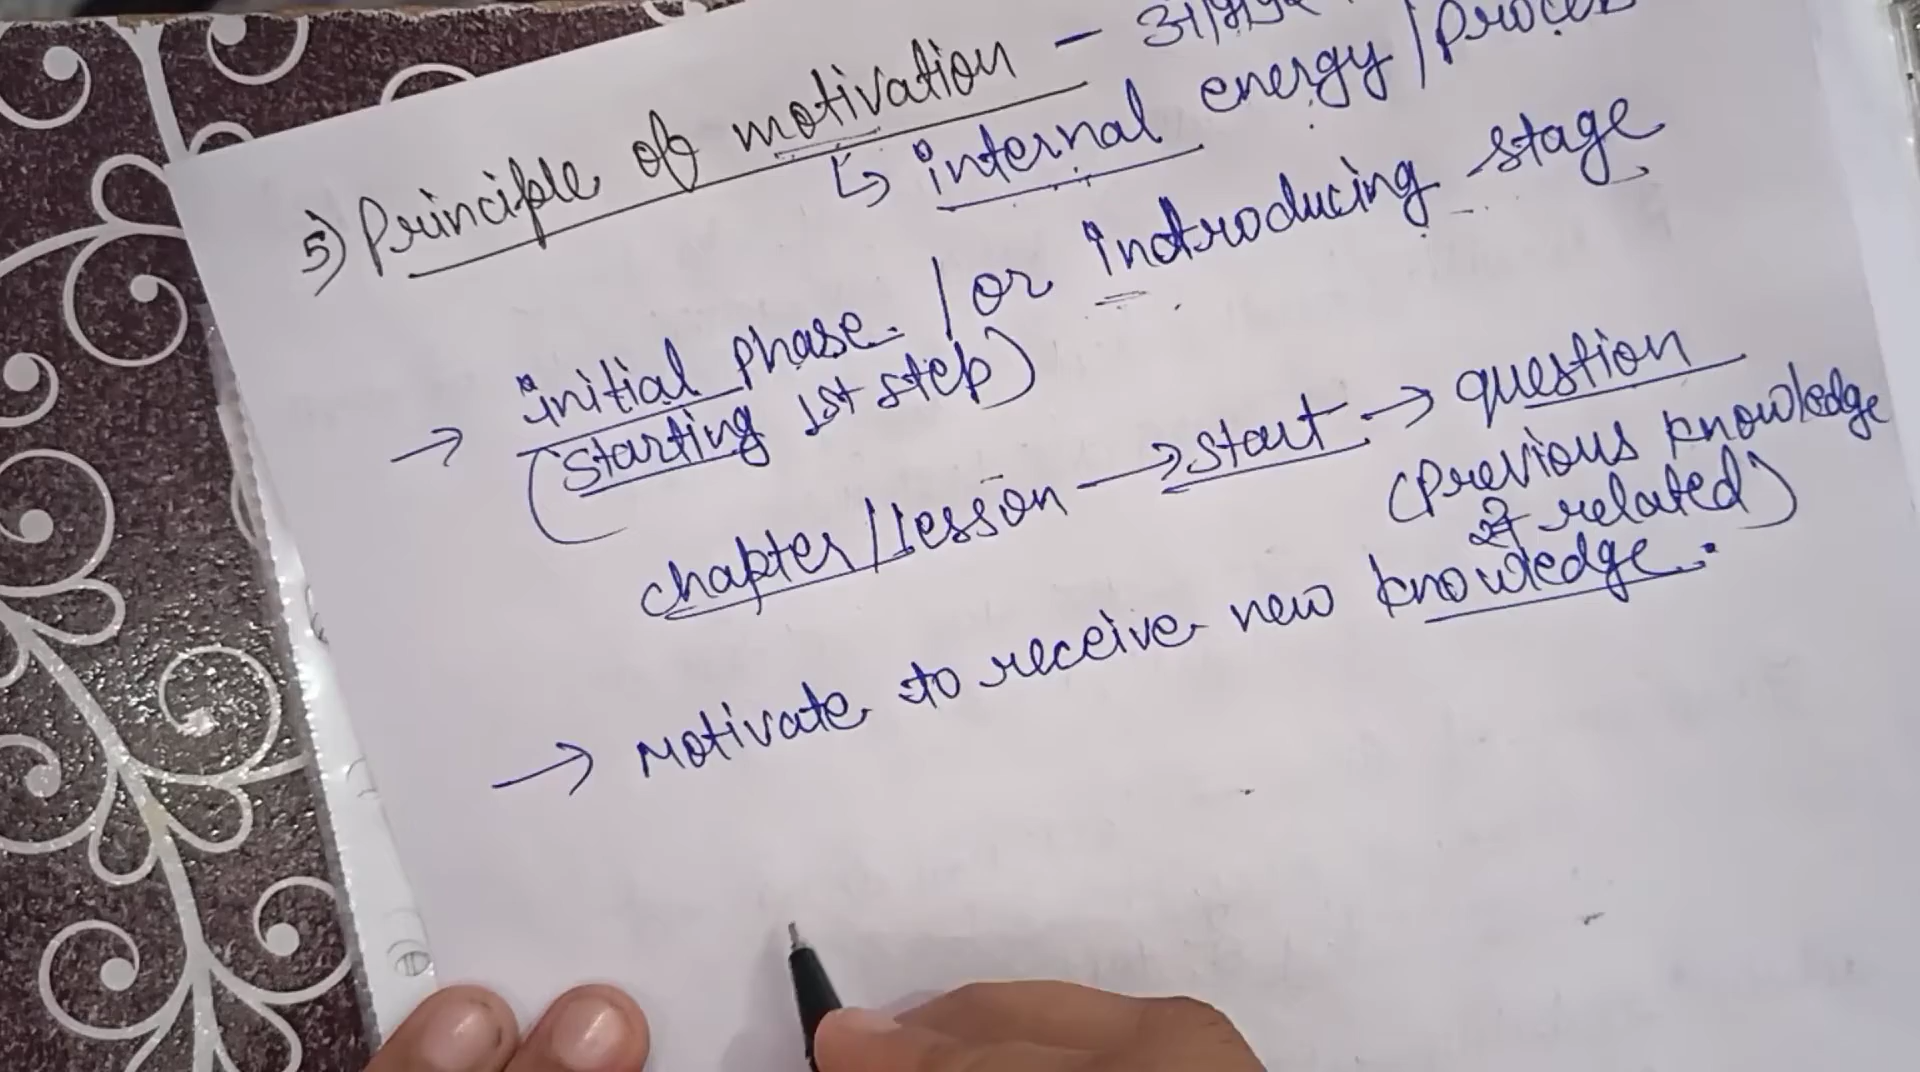 5) Principle of motivation -
↳ internal energy / Process
→ initial phase / or introducing stage
(starting 1st step)
chapter / lesson → start → question
(Previous knowledge
से related)
→ Motivate to receive new knowledge.